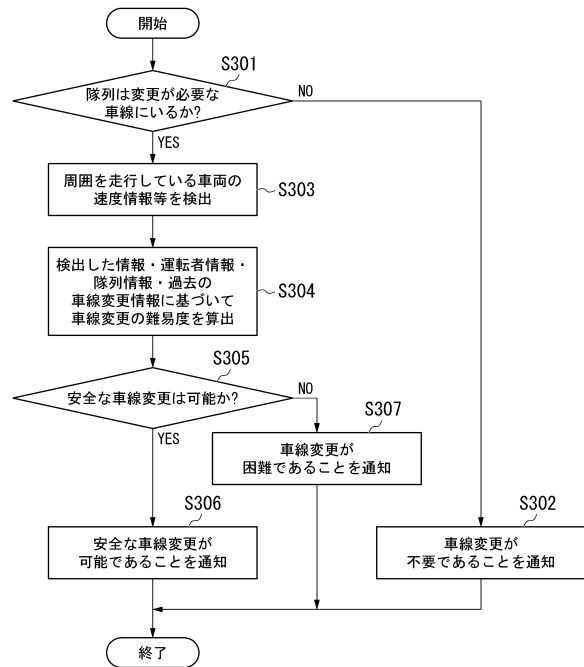 開始
S301
隊列は変更が必要な
車線にいるか?
NO
YES
周囲を走行している車両の
速度情報等を検出
S303
検出した情報・運転者情報・
隊列情報・過去の
車線変更情報に基づいて
車線変更の難易度を算出
S304
S305
安全な車線変更は可能か?
NO
YES
S307
車線変更が
困難であることを通知
S306
安全な車線変更が
可能であることを通知
S302
車線変更が
不要であることを通知
終了